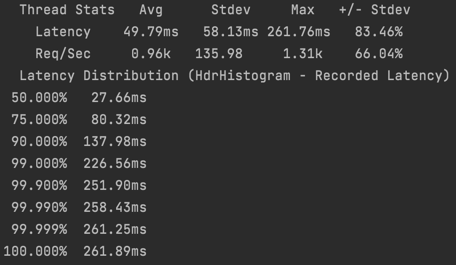 Thread Stats   Avg      Stdev     Max   +/- Stdev
Latency    49.79ms   58.13ms 261.76ms   83.46%
Req/Sec     0.96k   135.98     1.31k    66.04%
Latency Distribution (HdrHistogram - Recorded Latency)
50.000%   27.66ms
75.000%   80.32ms
90.000%  137.98ms
99.000%  226.56ms
99.900%  251.90ms
99.990%  258.43ms
99.999%  261.25ms
100.000%  261.89ms